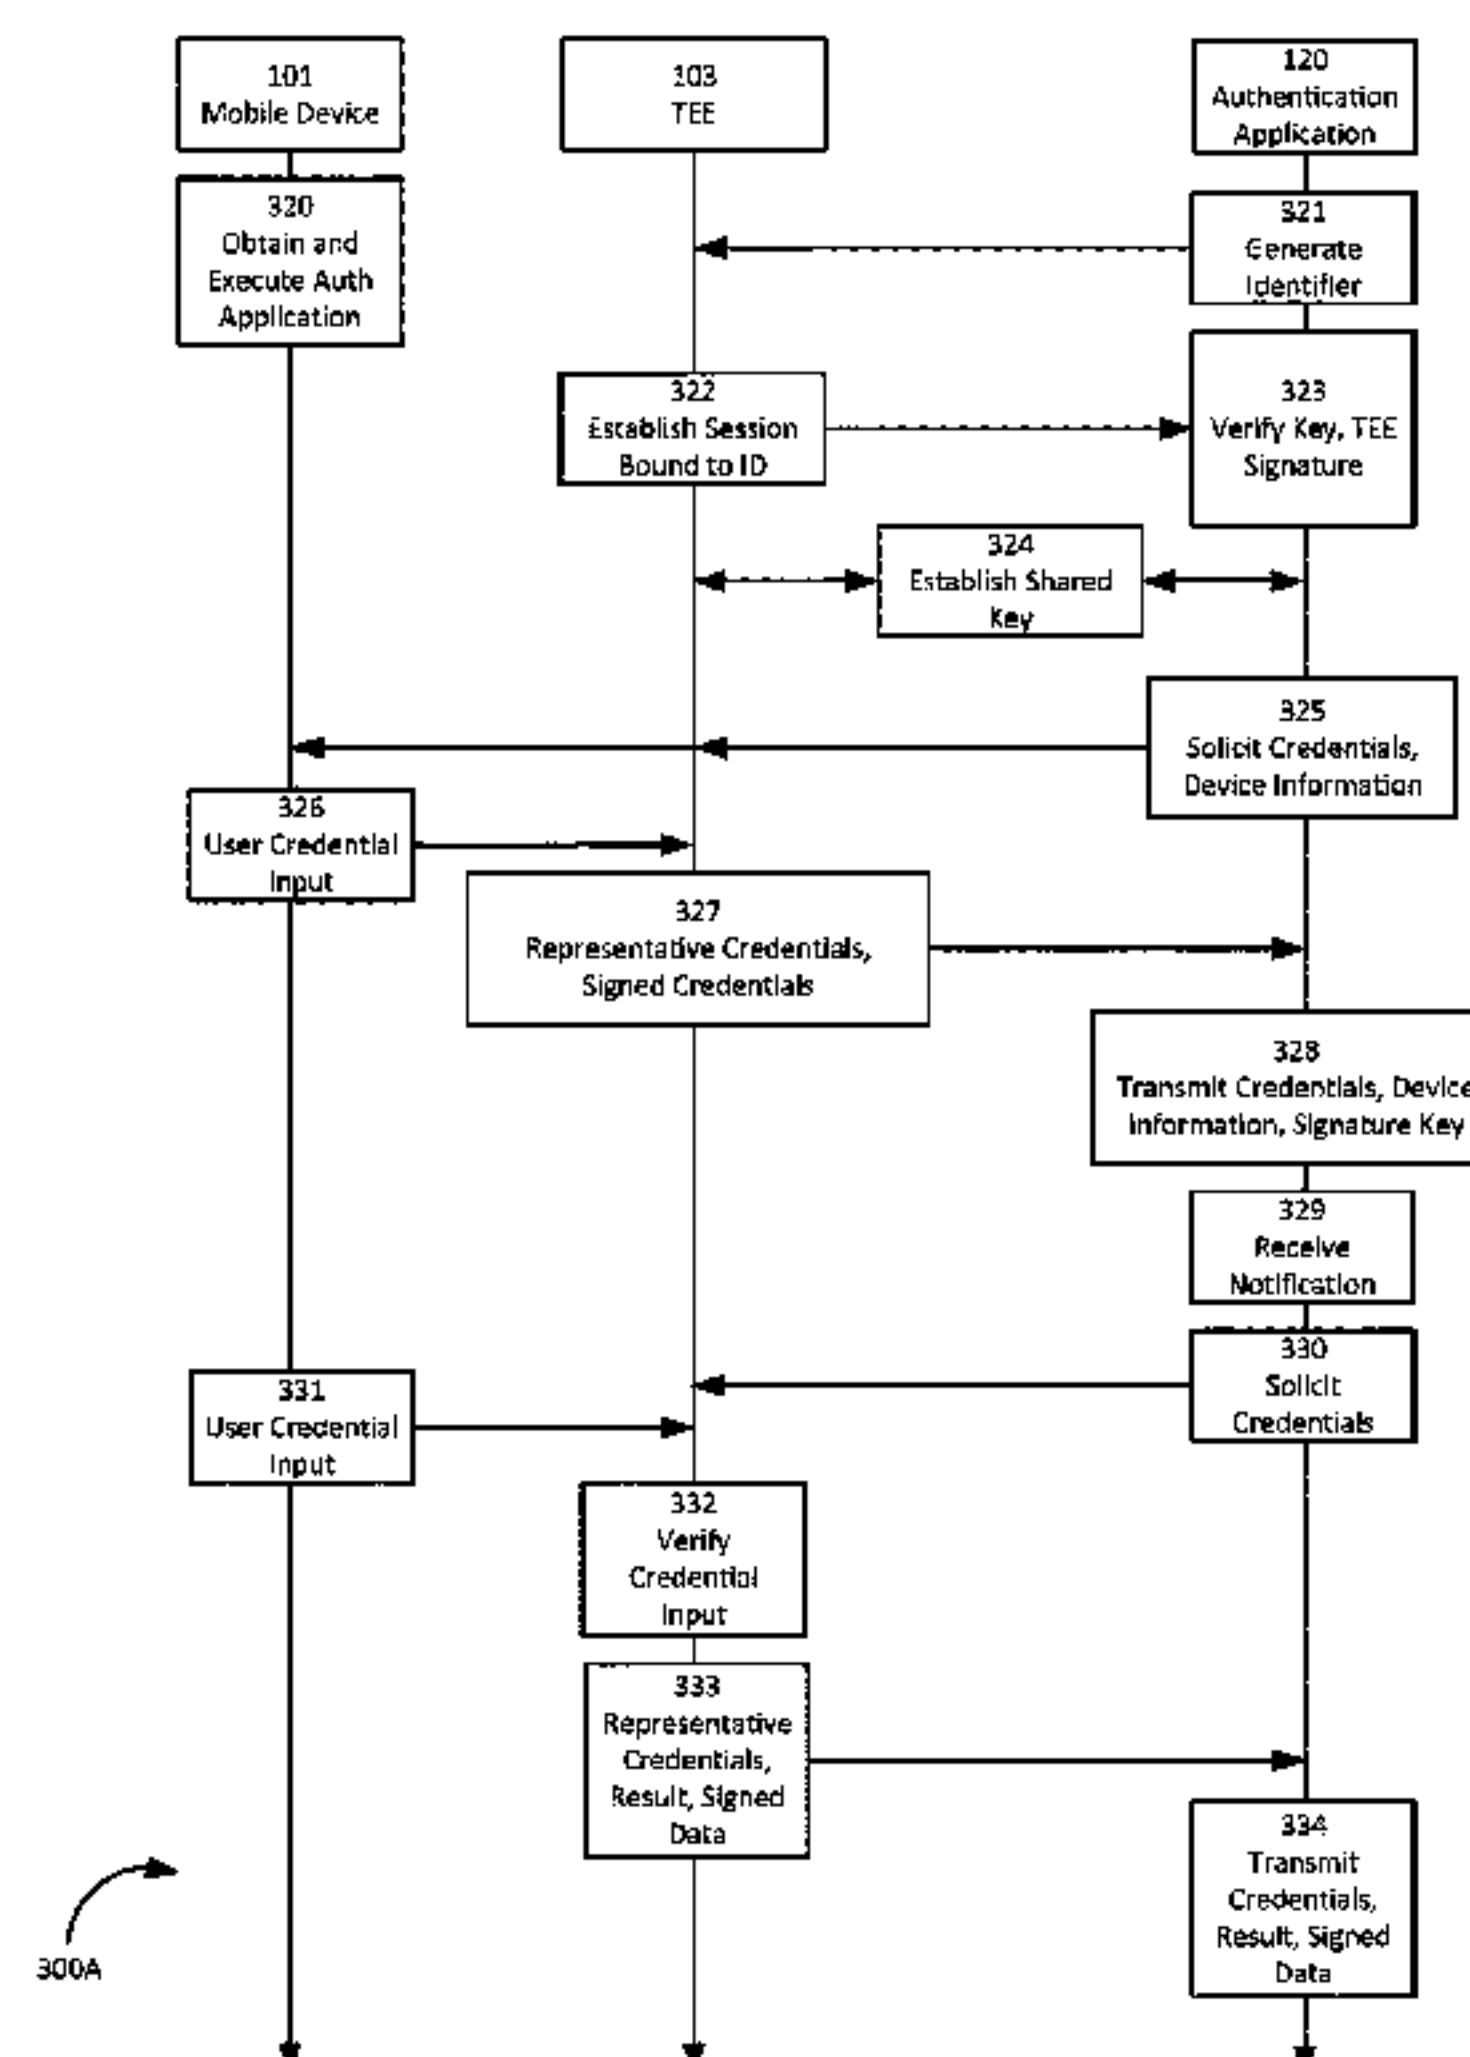 101
Mobile Device
103
TEE
120
Authentication
Application
320
Obtain and
Execute Auth
Application
321
Generate
Identifier
322
Establish Session
Bound to ID
323
Verify Key, TEE
Signature
324
Establish Shared
Key
325
Solicit Credentials,
Device Information
326
User Credential
Input
327
Representative Credentials,
Signed Credentials
328
Transmit Credentials, Device
Information, Signature Key
329
Receive
Notification
330
Solicit
Credentials
331
User Credential
Input
332
Verify
Credential
Input
333
Representative
Credentials,
Result, Signed
Data
334
Transmit
Credentials,
Result, Signed
Data
300A